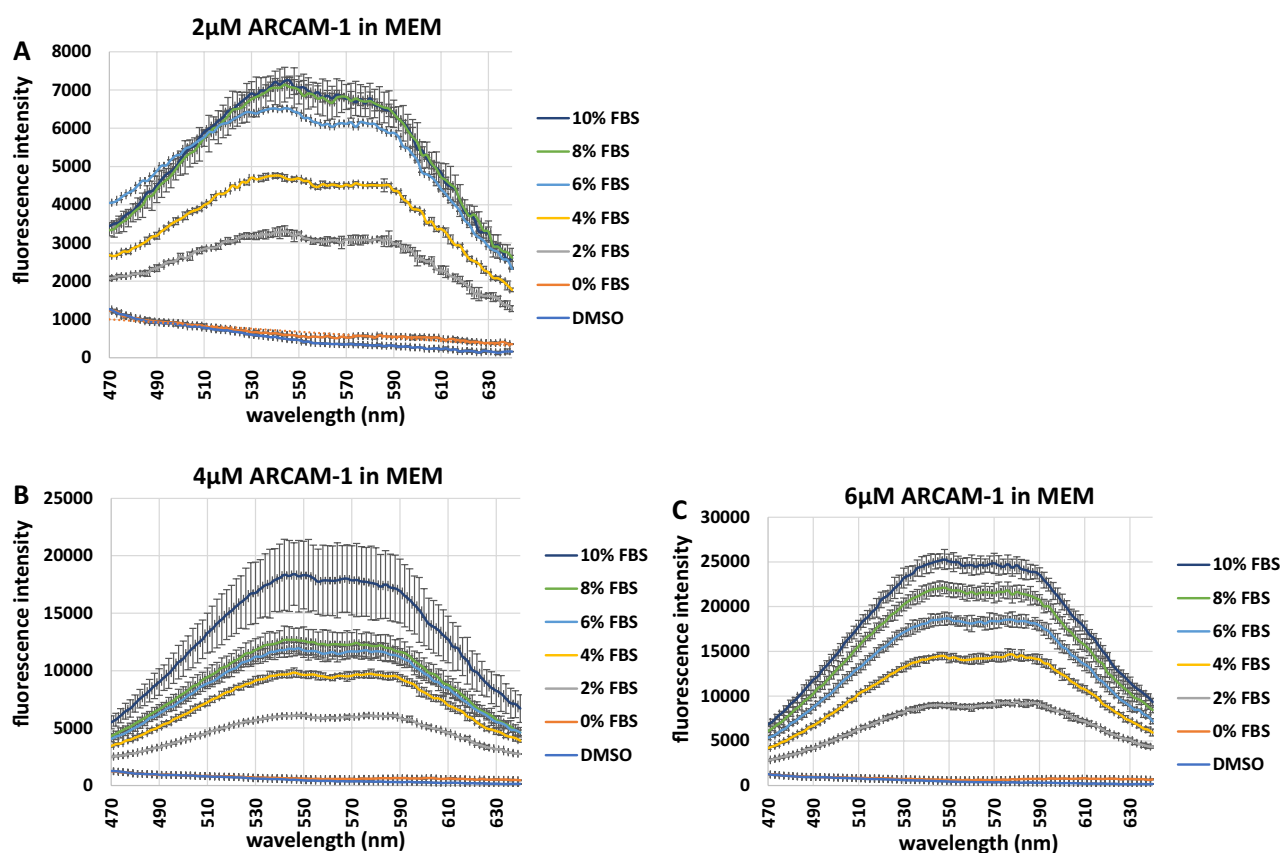 2µM ARCAM-1 in MEM
A
fluorescence intensity
8000
7000
6000
5000
4000
3000
2000
1000
0
470
490
510
530
550
570
590
610
630
wavelength (nm)
10% FBS
8% FBS
6% FBS
4% FBS
2% FBS
0% FBS
DMSO
4µM ARCAM-1 in MEM
B
fluorescence intensity
25000
20000
15000
10000
5000
0
470
490
510
530
550
570
590
610
630
wavelength (nm)
10% FBS
8% FBS
6% FBS
4% FBS
2% FBS
0% FBS
DMSO
6µM ARCAM-1 in MEM
C
fluorescence intensity
30000
25000
20000
15000
10000
5000
0
470
490
510
530
550
570
590
610
630
wavelength (nm)
10% FBS
8% FBS
6% FBS
4% FBS
2% FBS
0% FBS
DMSO